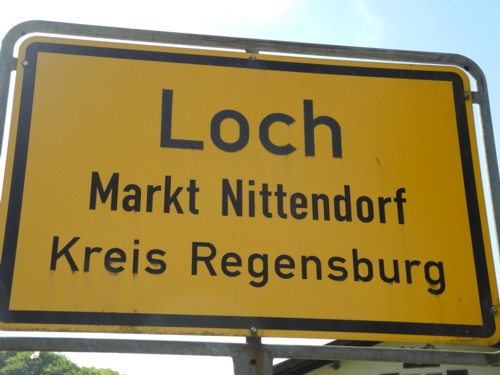 Loch
Markt Nittendorf
Kreis Regensburg